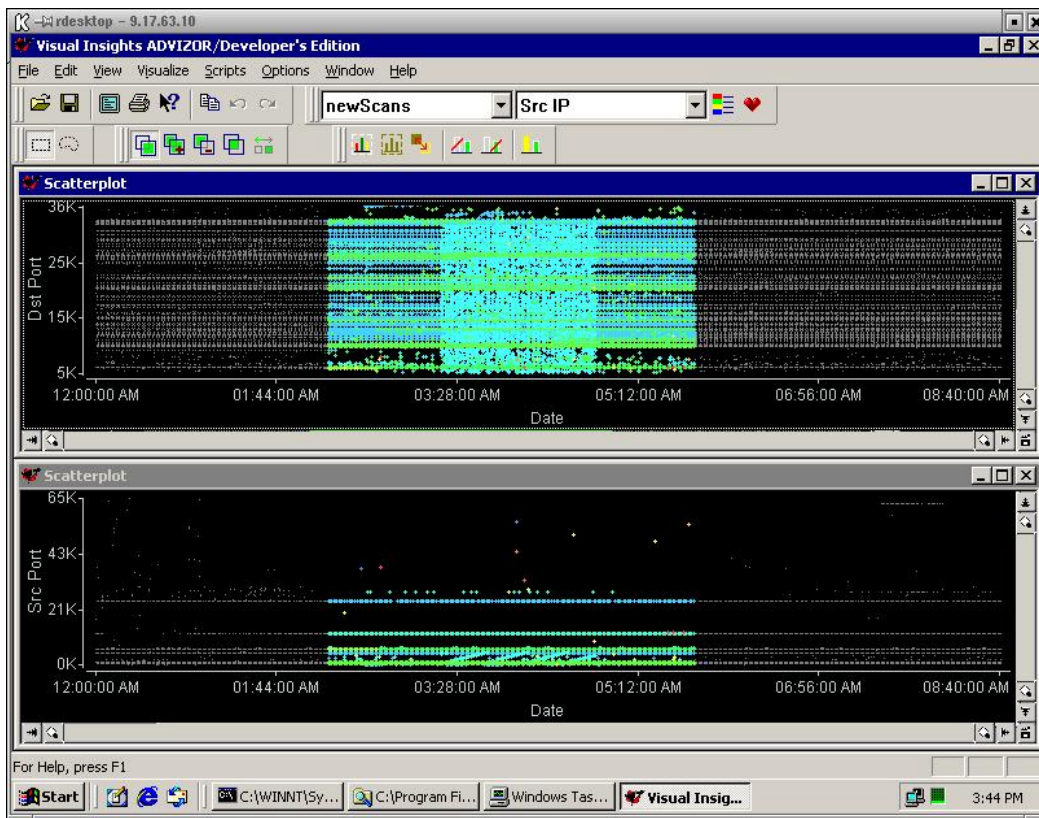 rdesktop - 9.17.63.10
Visual Insights ADVIZOR/Developer's Edition
File Edit View Visualize Scripts Options Window Help
newScans Src IP
Scatterplot
36K
25K
15K
5K
Dst Port
12:00:00 AM 01:44:00 AM 03:28:00 AM 05:12:00 AM 06:56:00 AM 08:40:00 AM
Date
Scatterplot
65K
43K
21K
0K
Src Port
12:00:00 AM 01:44:00 AM 03:28:00 AM 05:12:00 AM 06:56:00 AM 08:40:00 AM
Date
For Help, press F1
Start C:\WINNT\Sy... C:\Program Fi... Windows Tas... Visual Insig... 3:44 PM